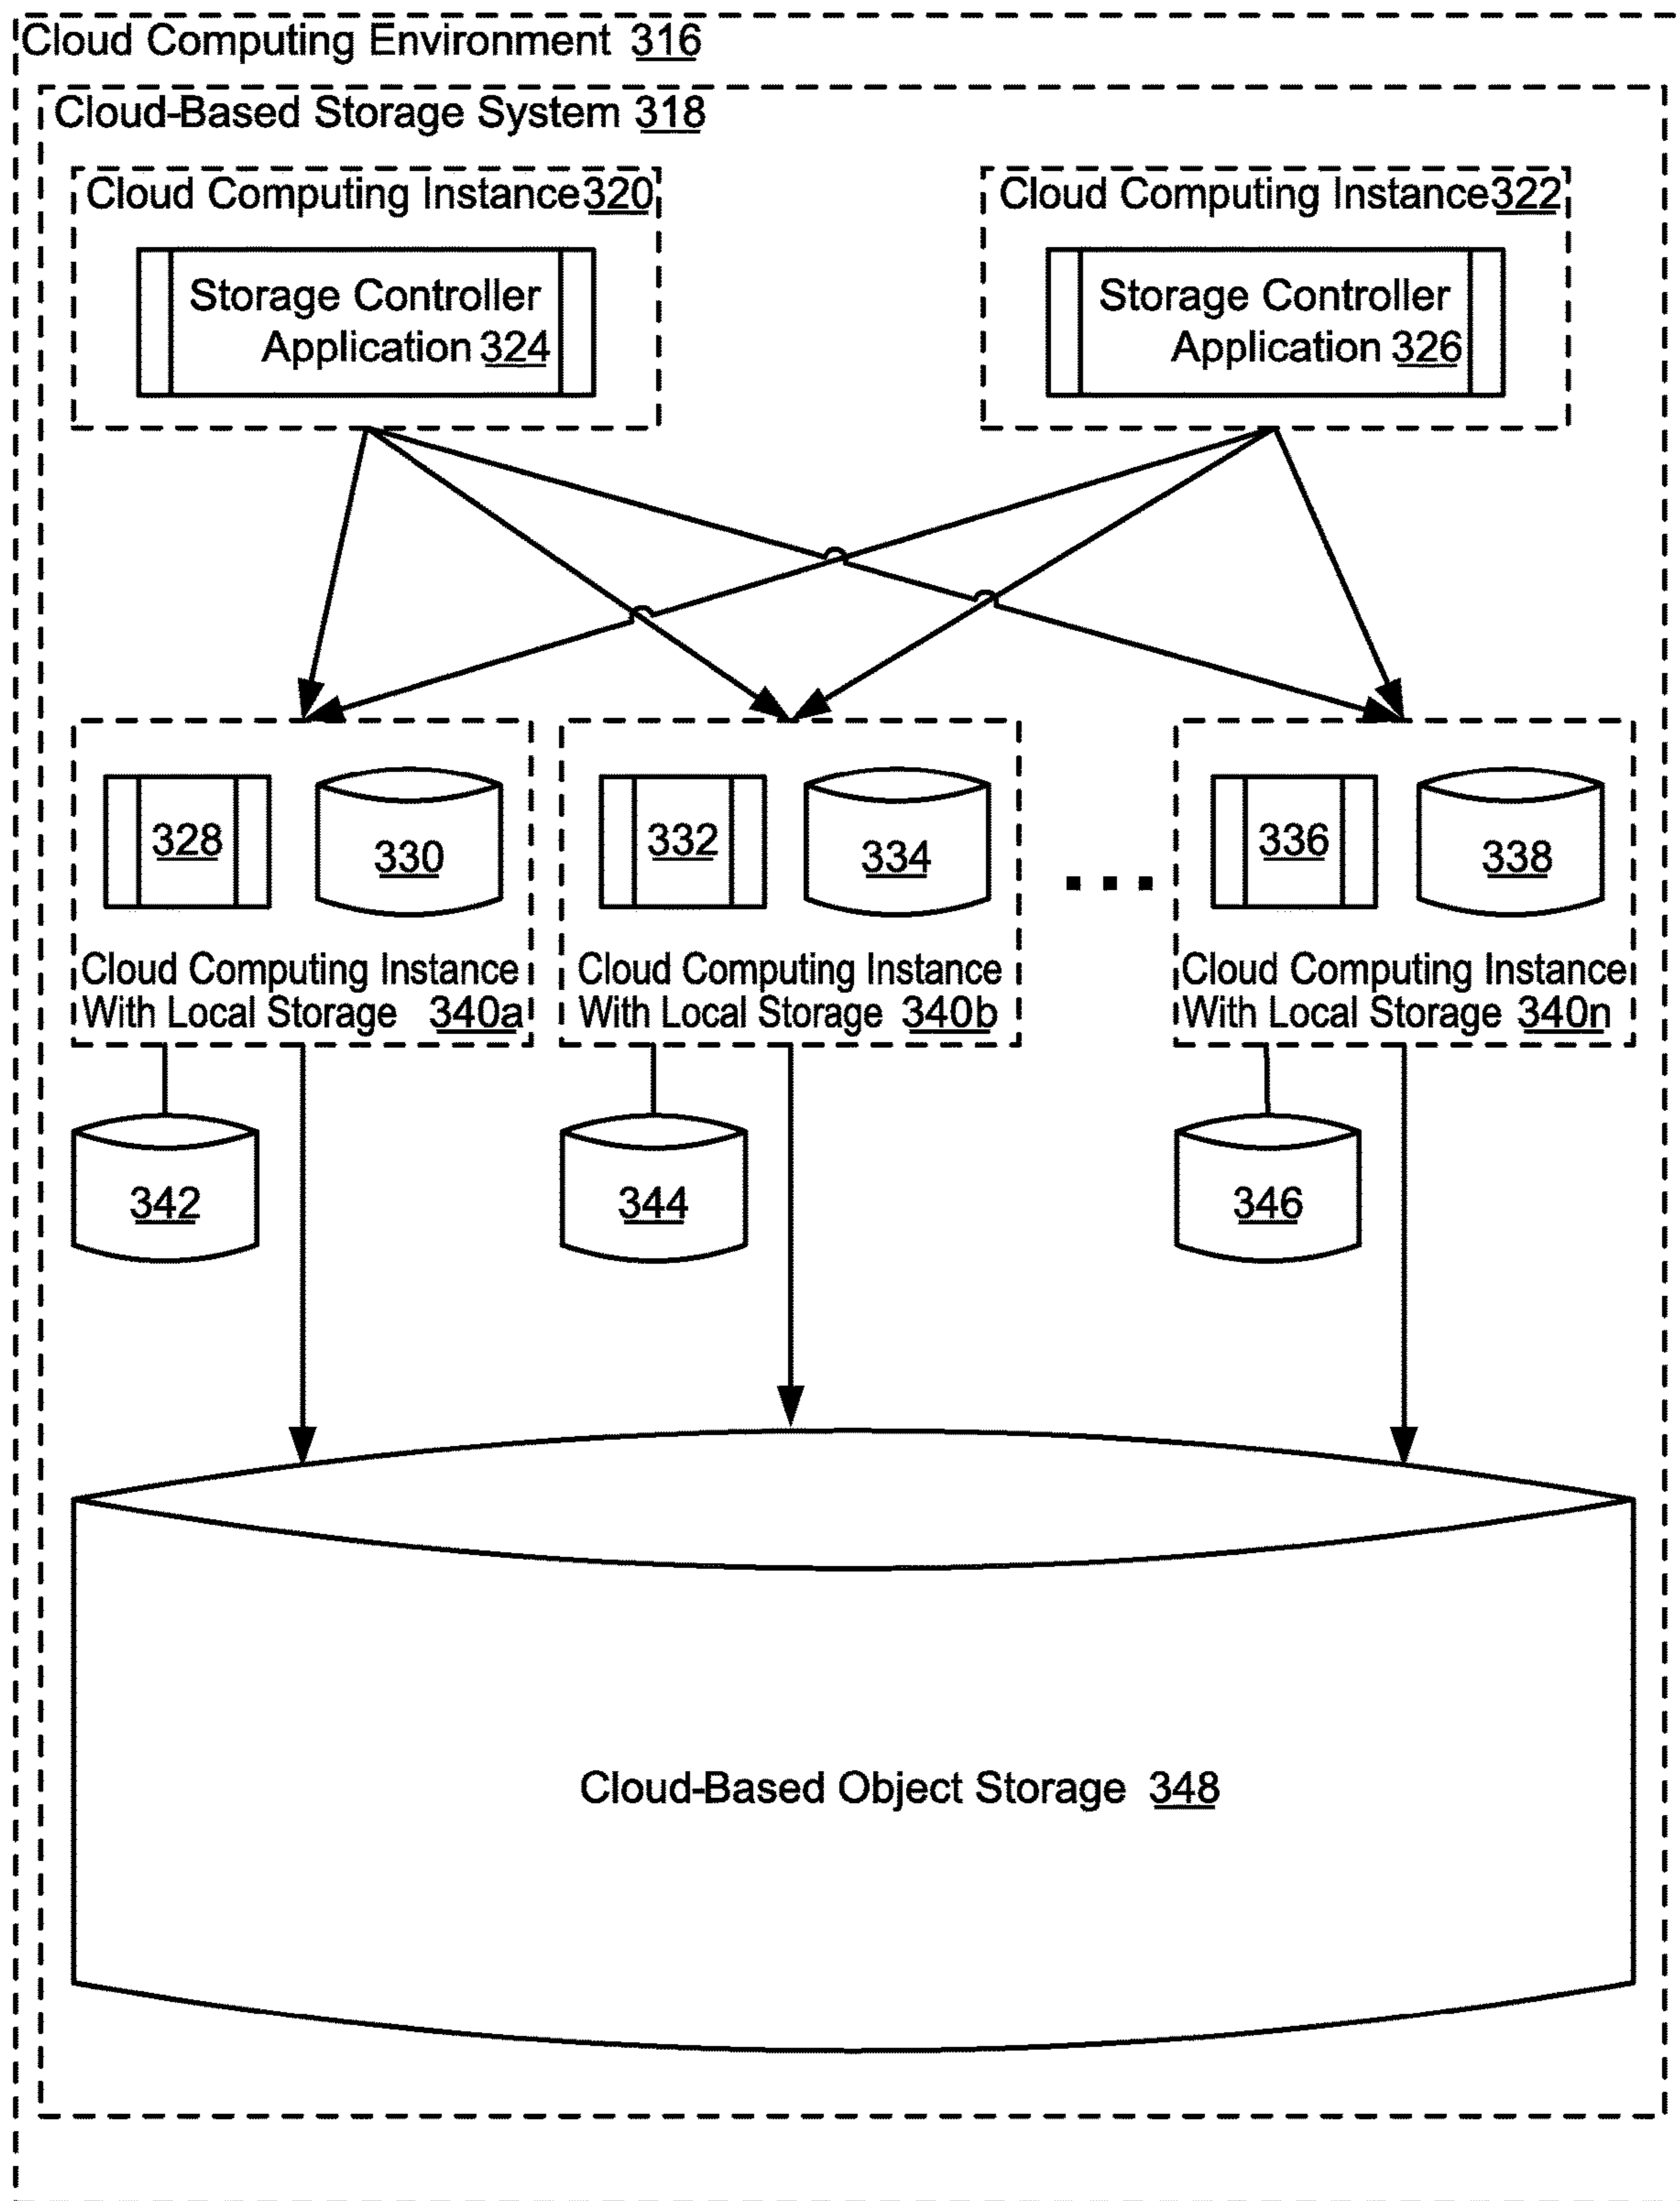 Cloud Computing Environment 316
Cloud-Based Storage System 318
Cloud Computing Instance 320
Storage Controller
Application 324
Cloud Computing Instance 322
Storage Controller
Application 326
328
330
Cloud Computing Instance
With Local Storage 340a
332
334
Cloud Computing Instance
With Local Storage 340b
...
336
338
Cloud Computing Instance
With Local Storage 340n
342
344
346
Cloud-Based Object Storage 348